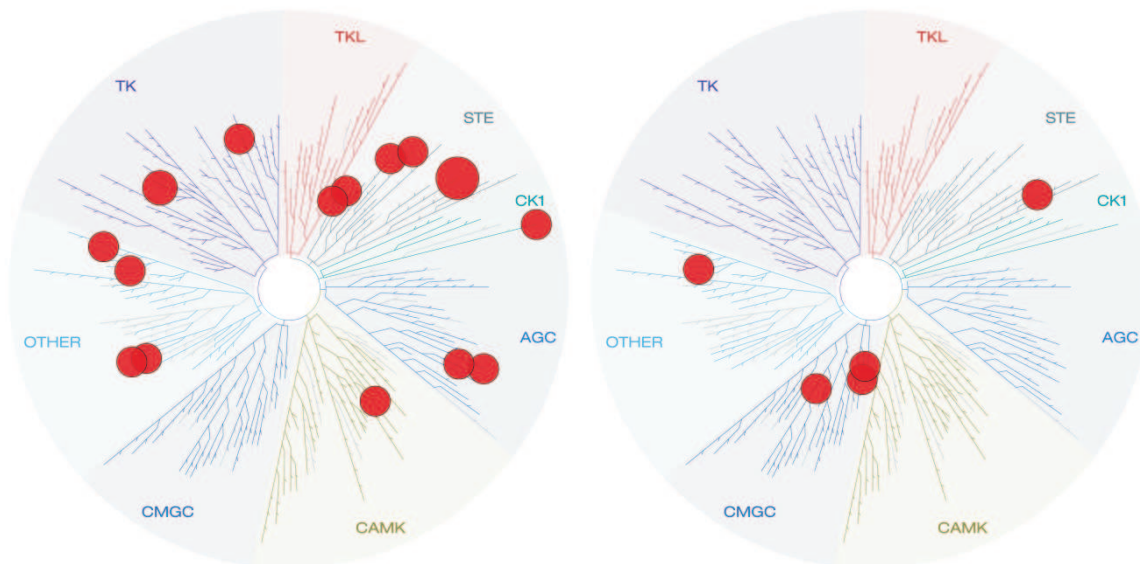 TKL
TK
STE
CK1
AGC
OTHER
CMGC
CAMK
TKL
TK
STE
CK1
AGC
OTHER
CMGC
CAMK